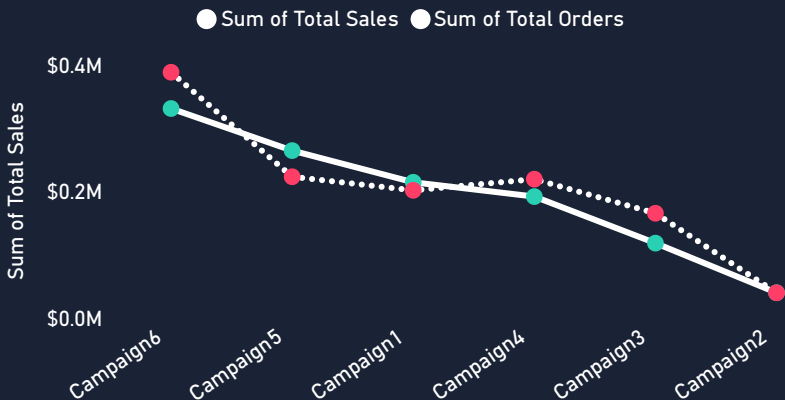 Sum of Total Sales Sum of Total Orders
$0.4M
$0.2M
$0.0M
Sum of Total Sales
Campaign6
Campaign5
Campaign1
Campaign4
Campaign3
Campaign2